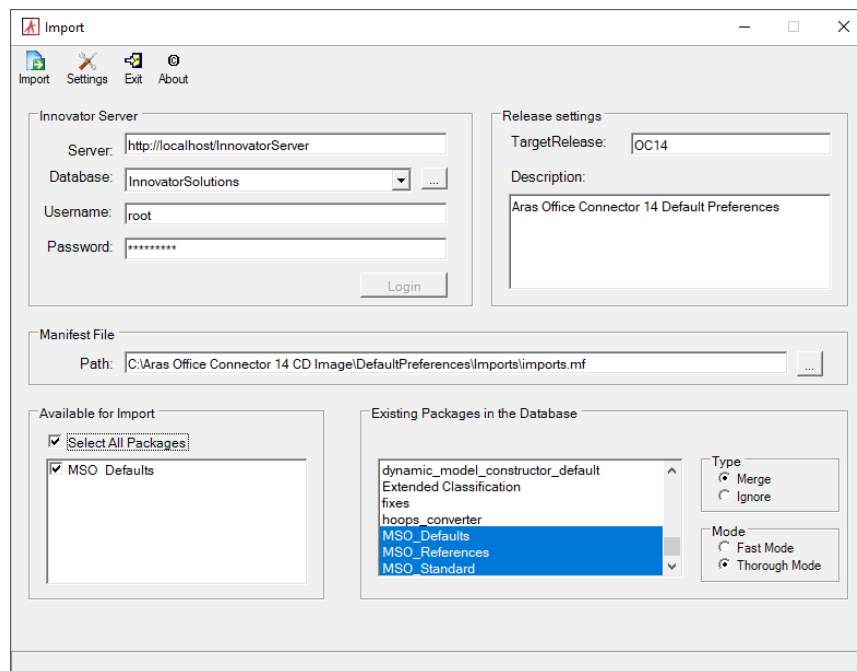 Import
Import Settings Exit About
Innovator Server
Server: http://localhost/InnovatorServer
Database: InnovatorSolutions ...
Username: root
Password: *********
Login
Release settings
TargetRelease: OC14
Description:
Aras Office Connector 14 Default Preferences
Manifest File
Path: C:\Aras Office Connector 14 CD Image\DefaultPreferences\Imports\imports.mf ...
Available for Import
Select All Packages
MSO_Defaults
Existing Packages in the Database
dynamic_model_constructor_default
Extended Classification
fixes
hoops_converter
MSO_Defaults
MSO_References
MSO_Standard
Type
Merge
Ignore
Mode
Fast Mode
Thorough Mode